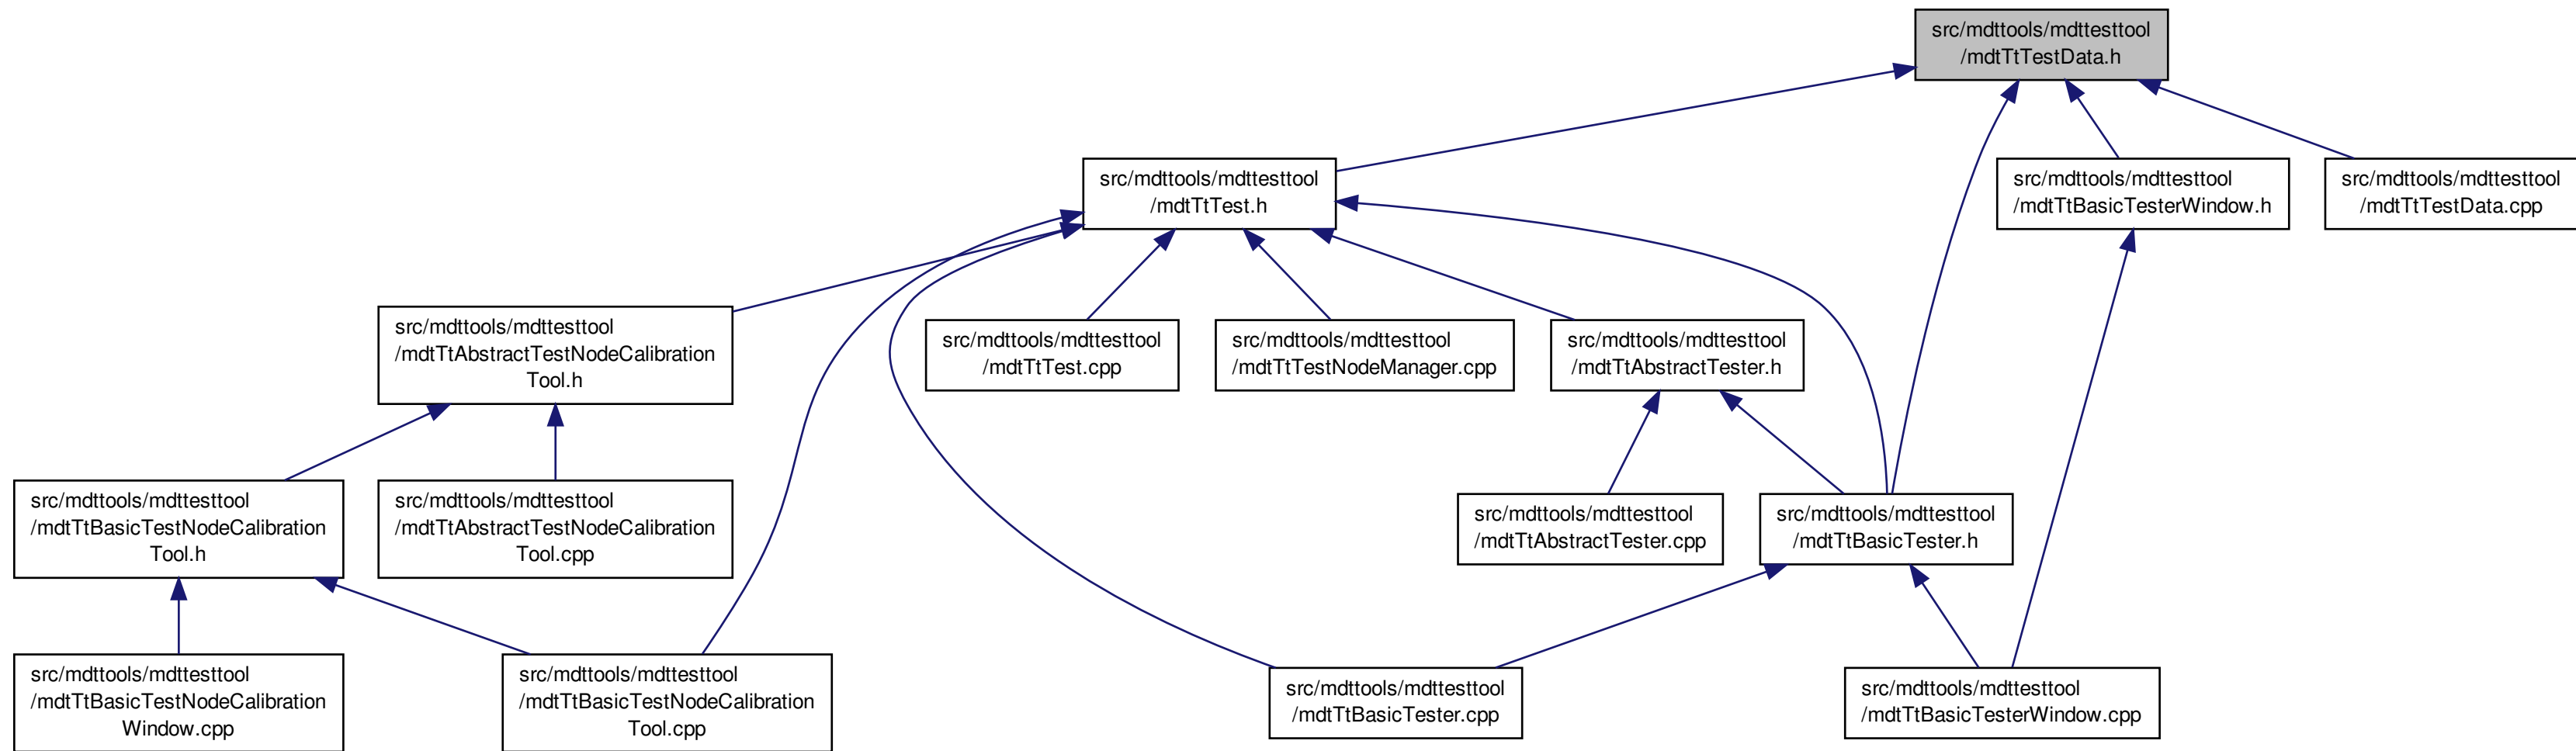 src/mdttools/mdttesttool
/mdtTtTestData.h
src/mdttools/mdttesttool
/mdtTtTest.h
src/mdttools/mdttesttool
/mdtTtBasicTesterWindow.h
src/mdttools/mdttesttool
/mdtTtTestData.cpp
src/mdttools/mdttesttool
/mdtTtAbstractTestNodeCalibration
Tool.h
src/mdttools/mdttesttool
/mdtTtTest.cpp
src/mdttools/mdttesttool
/mdtTtTestNodeManager.cpp
src/mdttools/mdttesttool
/mdtTtAbstractTester.h
src/mdttools/mdttesttool
/mdtTtBasicTestNodeCalibration
Tool.h
src/mdttools/mdttesttool
/mdtTtAbstractTestNodeCalibration
Tool.cpp
src/mdttools/mdttesttool
/mdtTtAbstractTester.cpp
src/mdttools/mdttesttool
/mdtTtBasicTester.h
src/mdttools/mdttesttool
/mdtTtBasicTestNodeCalibration
Window.cpp
src/mdttools/mdttesttool
/mdtTtBasicTestNodeCalibration
Tool.cpp
src/mdttools/mdttesttool
/mdtTtBasicTester.cpp
src/mdttools/mdttesttool
/mdtTtBasicTesterWindow.cpp